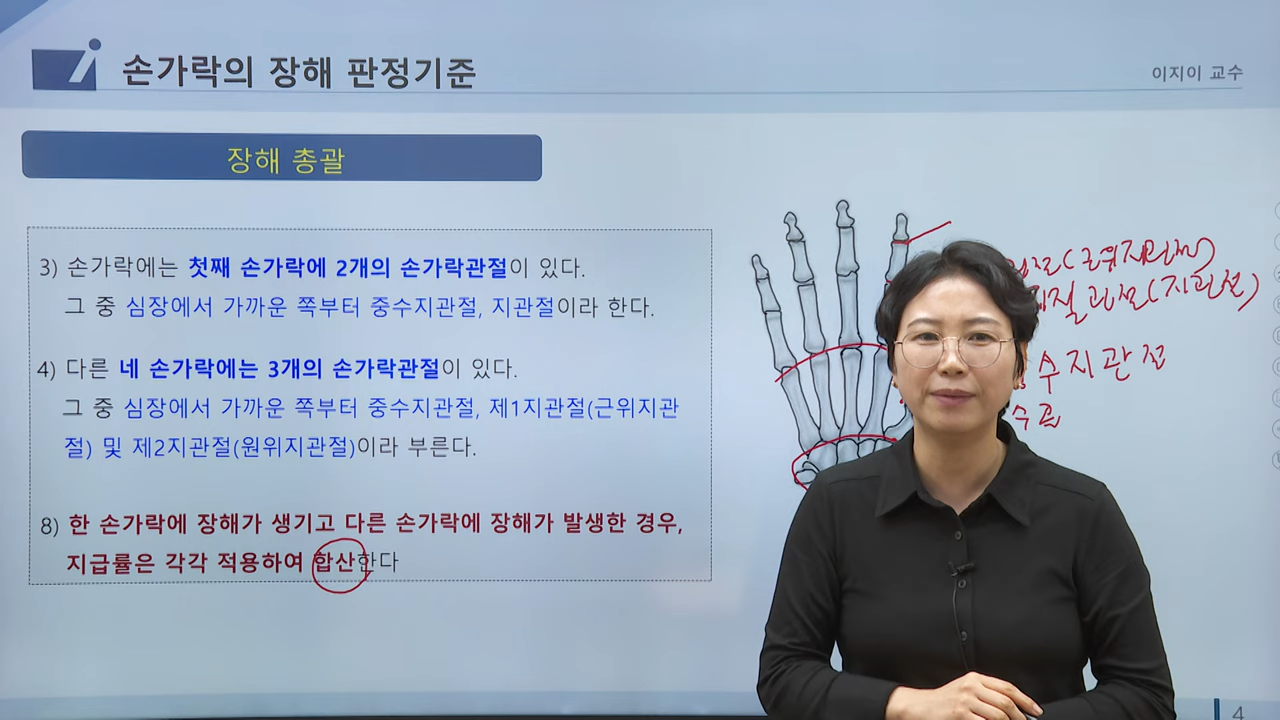 손가락의 장해 판정기준
이지이 교수
장해 총괄
3) 손가락에는 첫째 손가락에 2개의 손가락관절이 있다.
그 중 심장에서 가까운 쪽부터 중수지관절, 지관절이라 한다.
4) 다른 네 손가락에는 3개의 손가락관절이 있다.
그 중 심장에서 가까운 쪽부터 중수지관절, 제1지관절(근위지관
절) 및 제2지관절(원위지관절)이라 부른다.
8) 한 손가락에 장해가 생기고 다른 손가락에 장해가 발생한 경우,
지급률은 각각 적용하여 합산한다
관절(지관절)
수지관절
수골
4